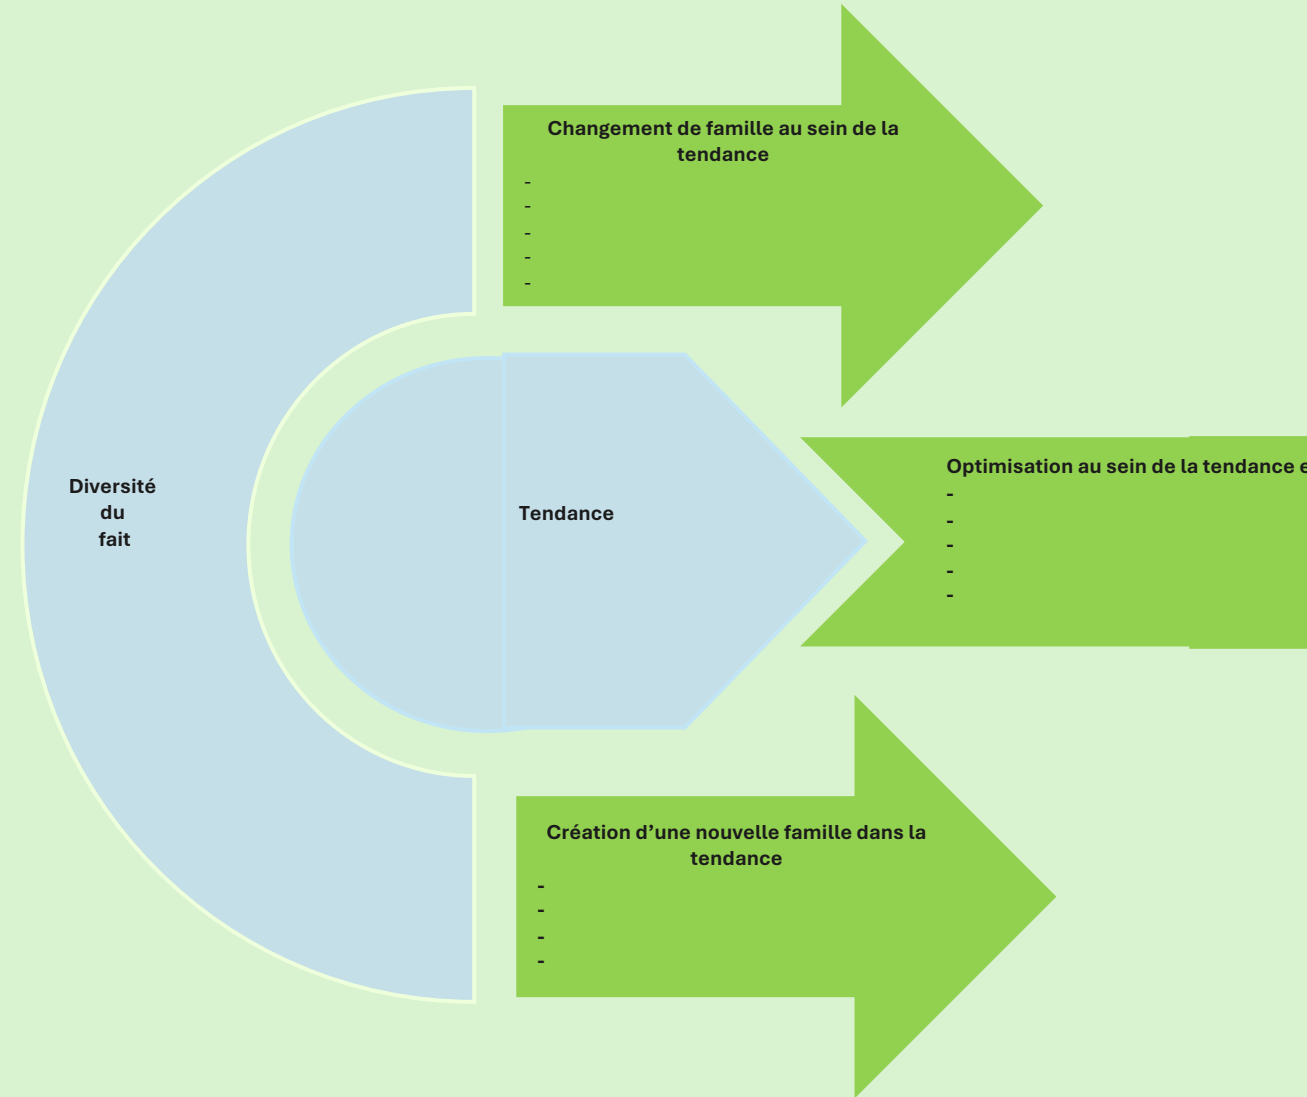 Changement de famille au sein de la
tendance
-
-
-
-
-
Diversité
du
fait
Tendance
Optimisation au sein de la tendance e
-
-
-
-
-
Création d’une nouvelle famille dans la
tendance
-
-
-
-